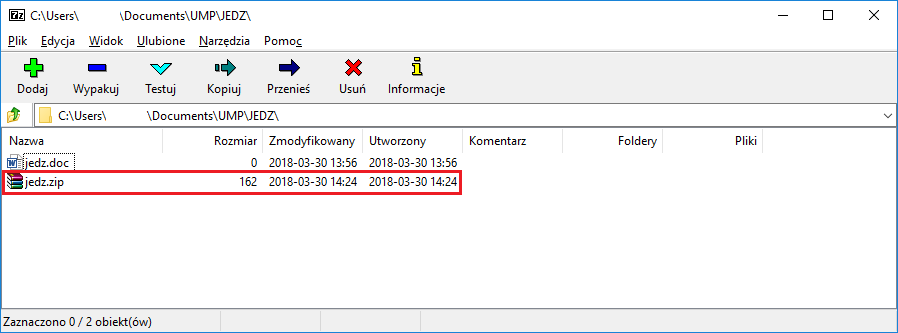 C:\Users\ \Documents\UMP\JEDZ\
Plik Edycja Widok Ulubione Narzędzia Pomoc
Dodaj Wypakuj Testuj Kopiuj Przenieś Usuń Informacje
C:\Users\ \Documents\UMP\JEDZ\
Nazwa Rozmiar Zmodyfikowany Utworzony Komentarz Foldery Pliki
jedz.doc 0 2018-03-30 13:56 2018-03-30 13:56
jedz.zip 162 2018-03-30 14:24 2018-03-30 14:24
Zaznaczono 0 / 2 obiekt(ów)